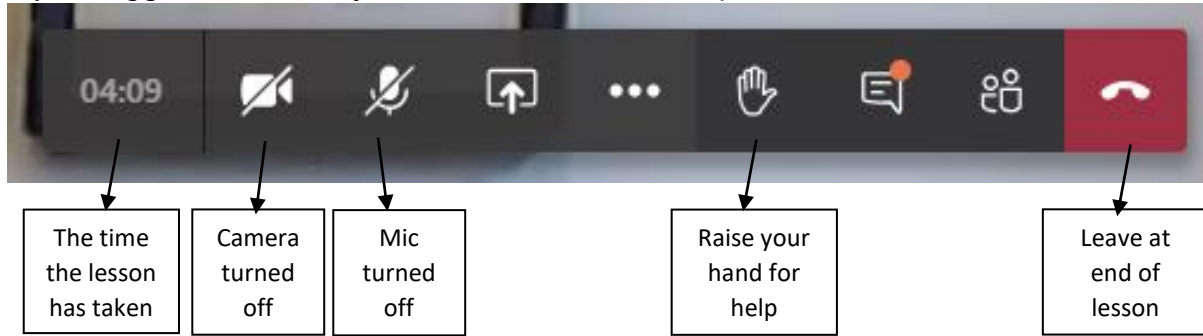 04:09
The time
the lesson
has taken
Camera
turned
off
Mic
turned
off
Raise your
hand for
help
Leave at
end of
lesson